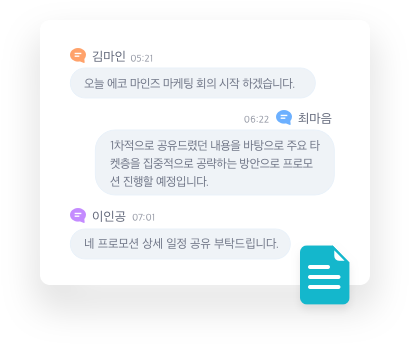 김마인 05:21
오늘 에코 마인즈 마케팅 회의 시작 하겠습니다.
06:22 최마음
1차적으로 공유드렸던 내용을 바탕으로 주요 타
켓층을 집중적으로 공략하는 방안으로 프로모
션 진행할 예정입니다.
이인공 07:01
네 프로모션 상세 일정 공유 부탁드립니다.